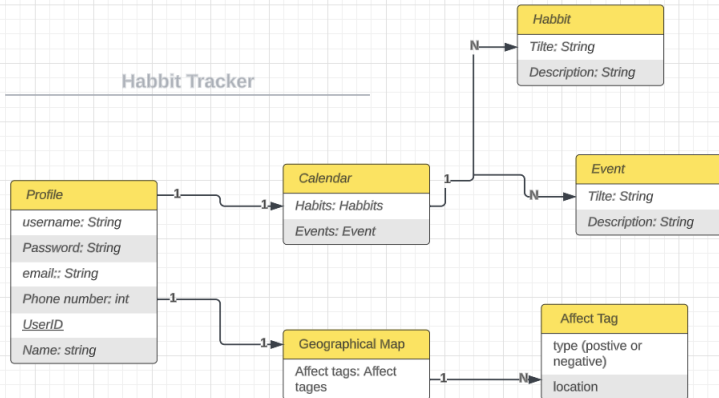 Habbit Tracker
Habbit
Tilte: String
Description: String
N
Event
Tilte: String
Description: String
N
1
Calendar
Habits: Habbits
Events: Event
1
1
Profile
username: String
Password: String
email:: String
Phone number: int
UserID
Name: string
1
1
Geographical Map
Affect tags: Affect
tages
1
N
Affect Tag
type (postive or
negative)
location